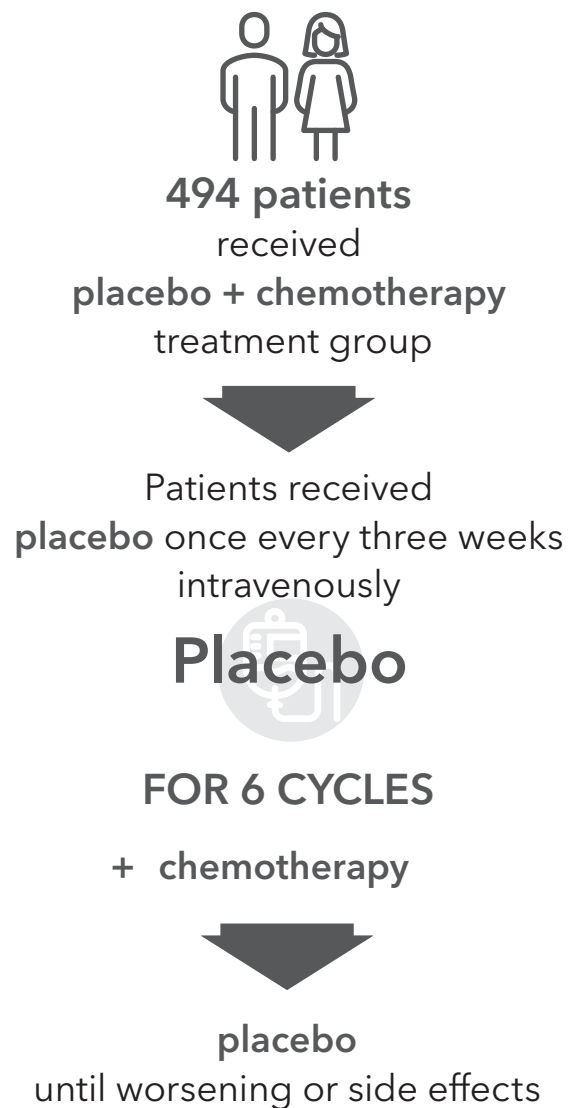 494 patients
received
placebo + chemotherapy
treatment group
Patients received
placebo once every three weeks
intravenously
Placebo
FOR 6 CYCLES
+ chemotherapy
placebo
until worsening or side effects